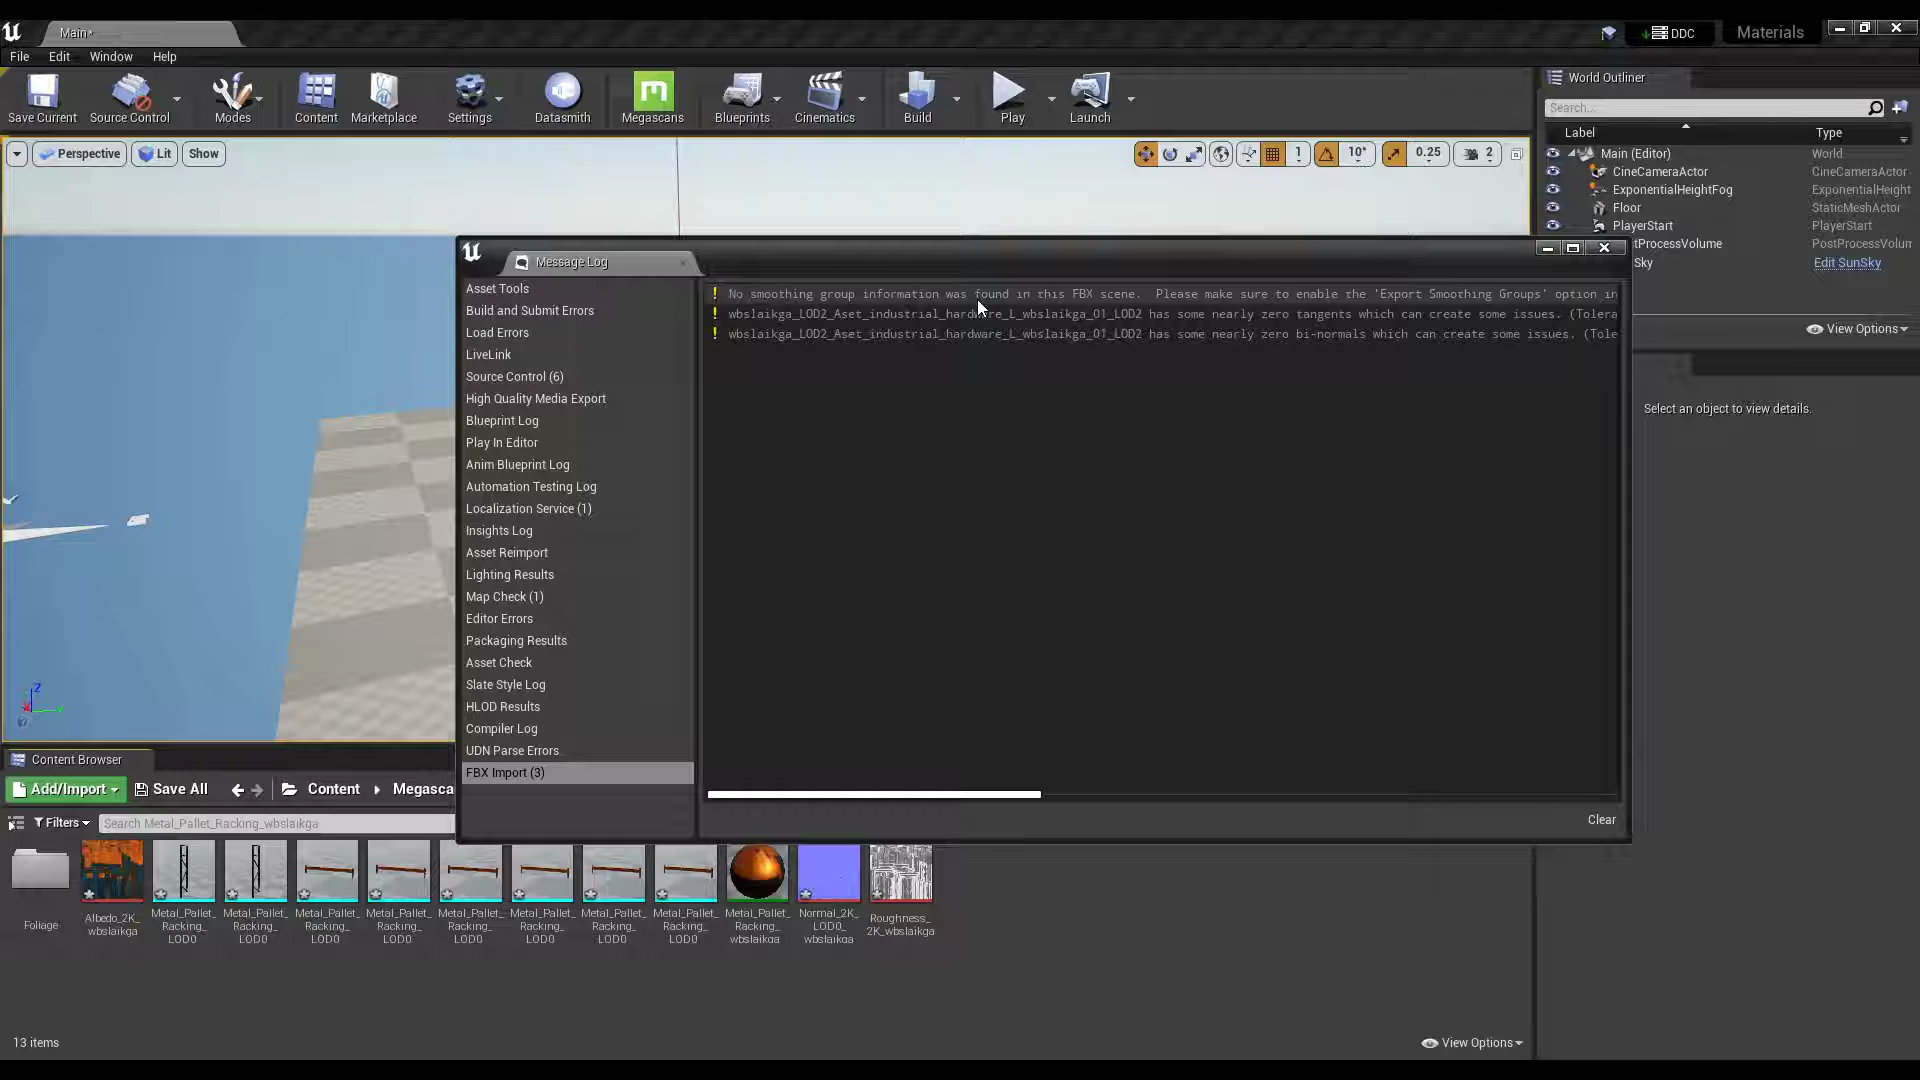 Main*
DDC
Materials
File Edit Window Help
World Outliner
Save Current Source Control Modes Content Marketplace Settings Datasmith Megascans Blueprints Cinematics Build Play Launch
Search...
Label Type
Perspective Lit Show
1 10° 0.25 2
Main (Editor) World
CineCameraActor CineCameraActor
ExponentialHeightFog ExponentialHeight
Floor StaticMeshActor
PlayerStart PlayerStart
tProcessVolume PostProcessVolun
Sky Edit SunSky
View Options
Select an object to view details.
Message Log
Asset Tools
Build and Submit Errors
Load Errors
LiveLink
Source Control (6)
High Quality Media Export
Blueprint Log
Play In Editor
Anim Blueprint Log
Automation Testing Log
Localization Service (1)
Insights Log
Asset Reimport
Lighting Results
Map Check (1)
Editor Errors
Packaging Results
Asset Check
Slate Style Log
HLOD Results
Compiler Log
UDN Parse Errors
FBX Import (3)
No smoothing group information was found in this FBX scene. Please make sure to enable the 'Export Smoothing Groups' option in
wbslaikga_LOD2_Aset_industrial_hardware_L_wbslaikga_01_LOD2 has some nearly zero tangents which can create some issues. (Tolera
wbslaikga_LOD2_Aset_industrial_hardware_L_wbslaikga_01_LOD2 has some nearly zero bi-normals which can create some issues. (Tole
Clear
Z
Content Browser
Add/Import Save All Content Megasca
Filters Search Metal_Pallet_Racking_wbslaikga
Foliage
Albedo_2K_
wbslaikga
Metal_Pallet_
Racking_
LOD0
Metal_Pallet_
Racking_
LOD0
Metal_Pallet_
Racking_
LOD0
Metal_Pallet_
Racking_
LOD0
Metal_Pallet_
Racking_
LOD0
Metal_Pallet_
Racking_
LOD0
Metal_Pallet_
Racking_
LOD0
Metal_Pallet_
Racking_
LOD0
Metal_Pallet_
Racking_
wbslaikga
Normal_2K_
LOD0_
wbslaikga
Roughness_
2K_wbslaikga
13 items
View Options